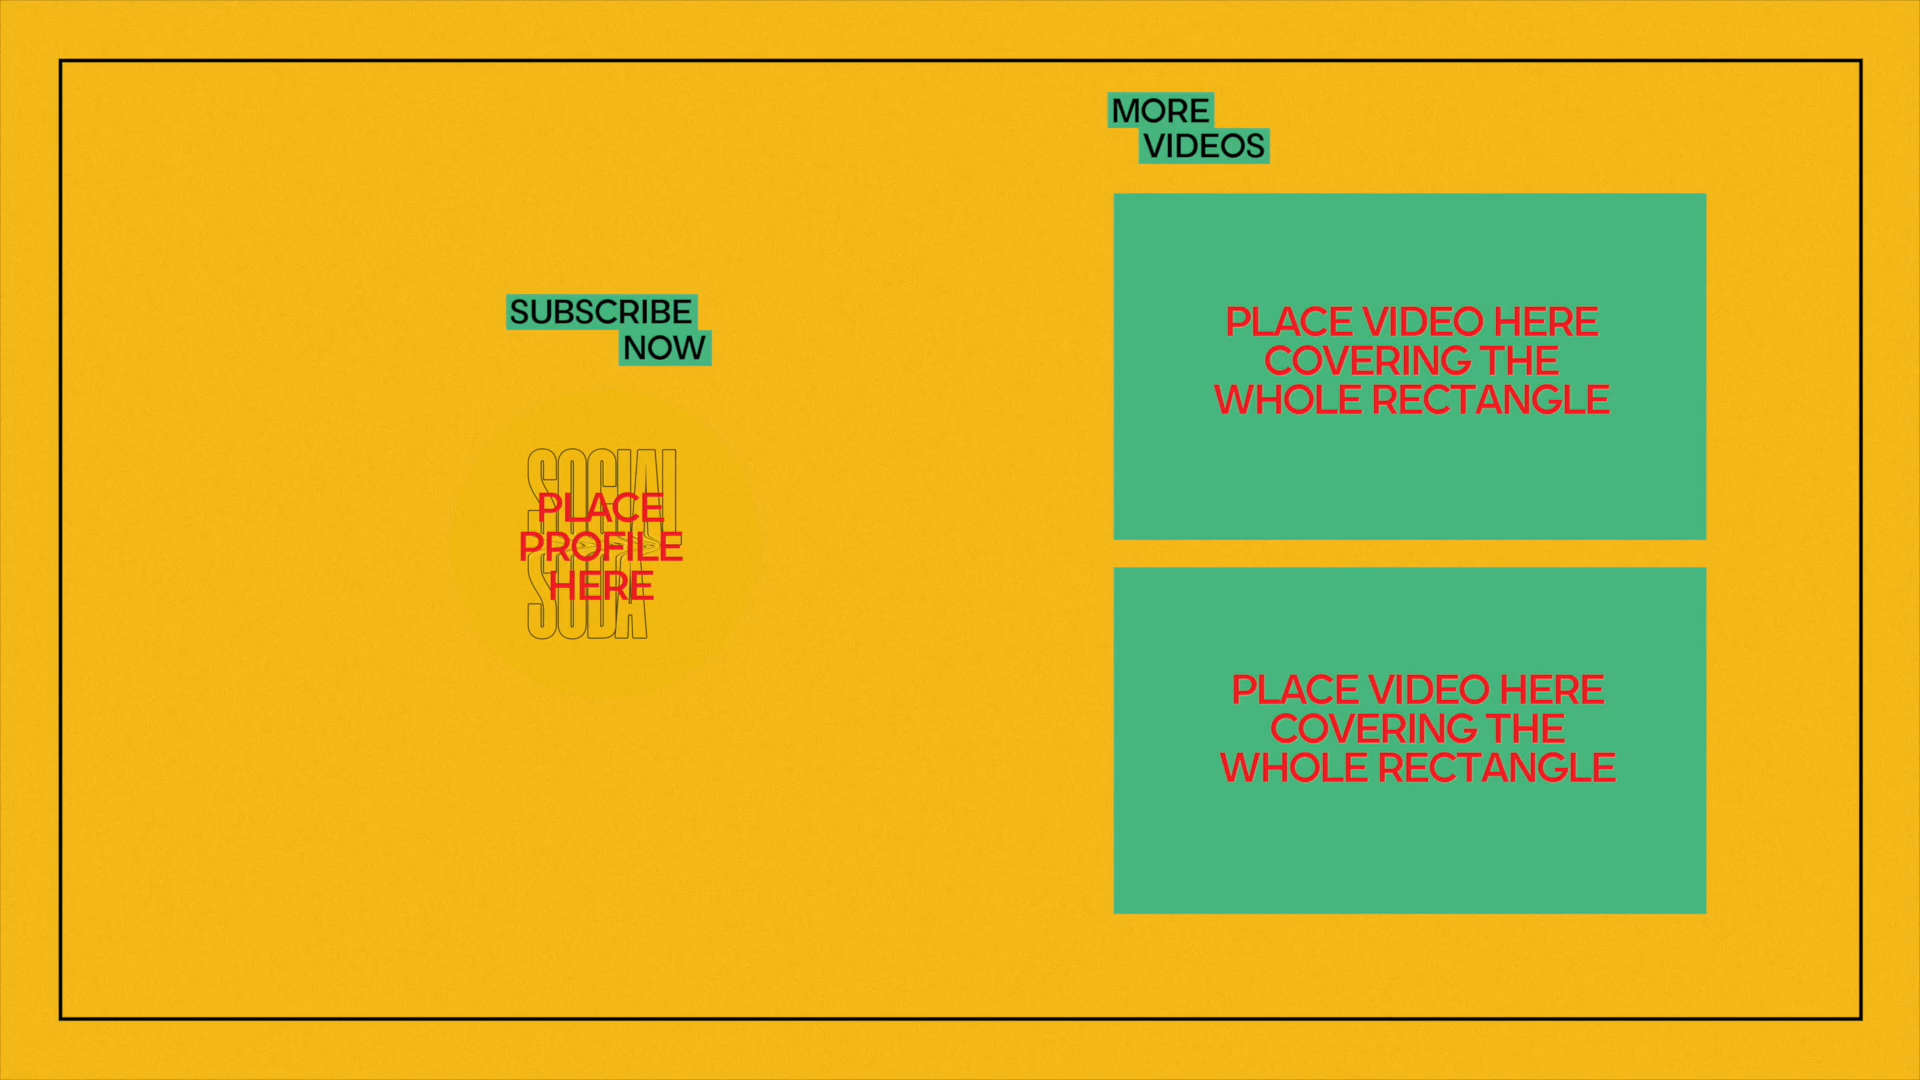 MORE
VIDEOS
PLACE VIDEO HERE
COVERING THE
WHOLE RECTANGLE
SUBSCRIBE
NOW
SOCIAL
SODA
PLACE
PROFILE
HERE
PLACE VIDEO HERE
COVERING THE
WHOLE RECTANGLE